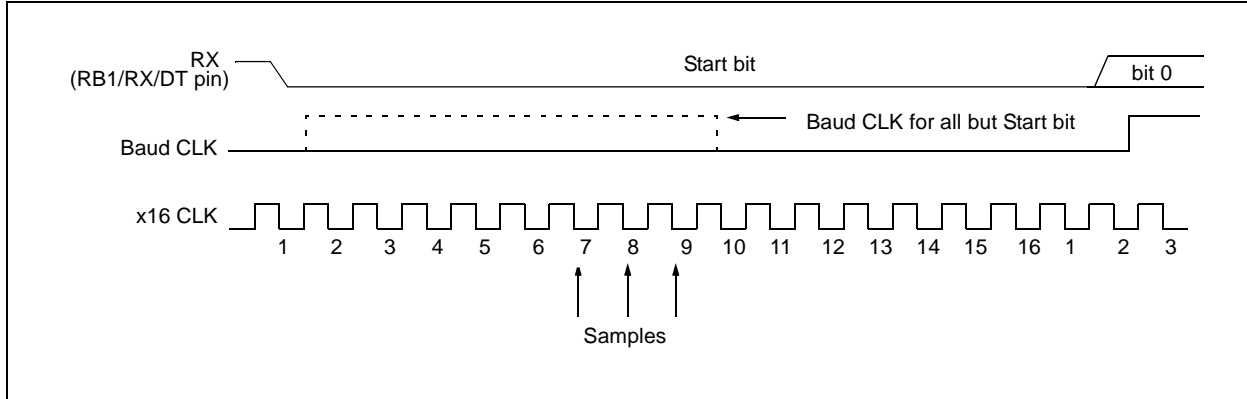 RX
(RB1/RX/DT pin)
Start bit
bit 0
Baud CLK for all but Start bit
Baud CLK
x16 CLK
1 2 3 4 5 6 7 8 9 10 11 12 13 14 15 16 1 2 3
Samples